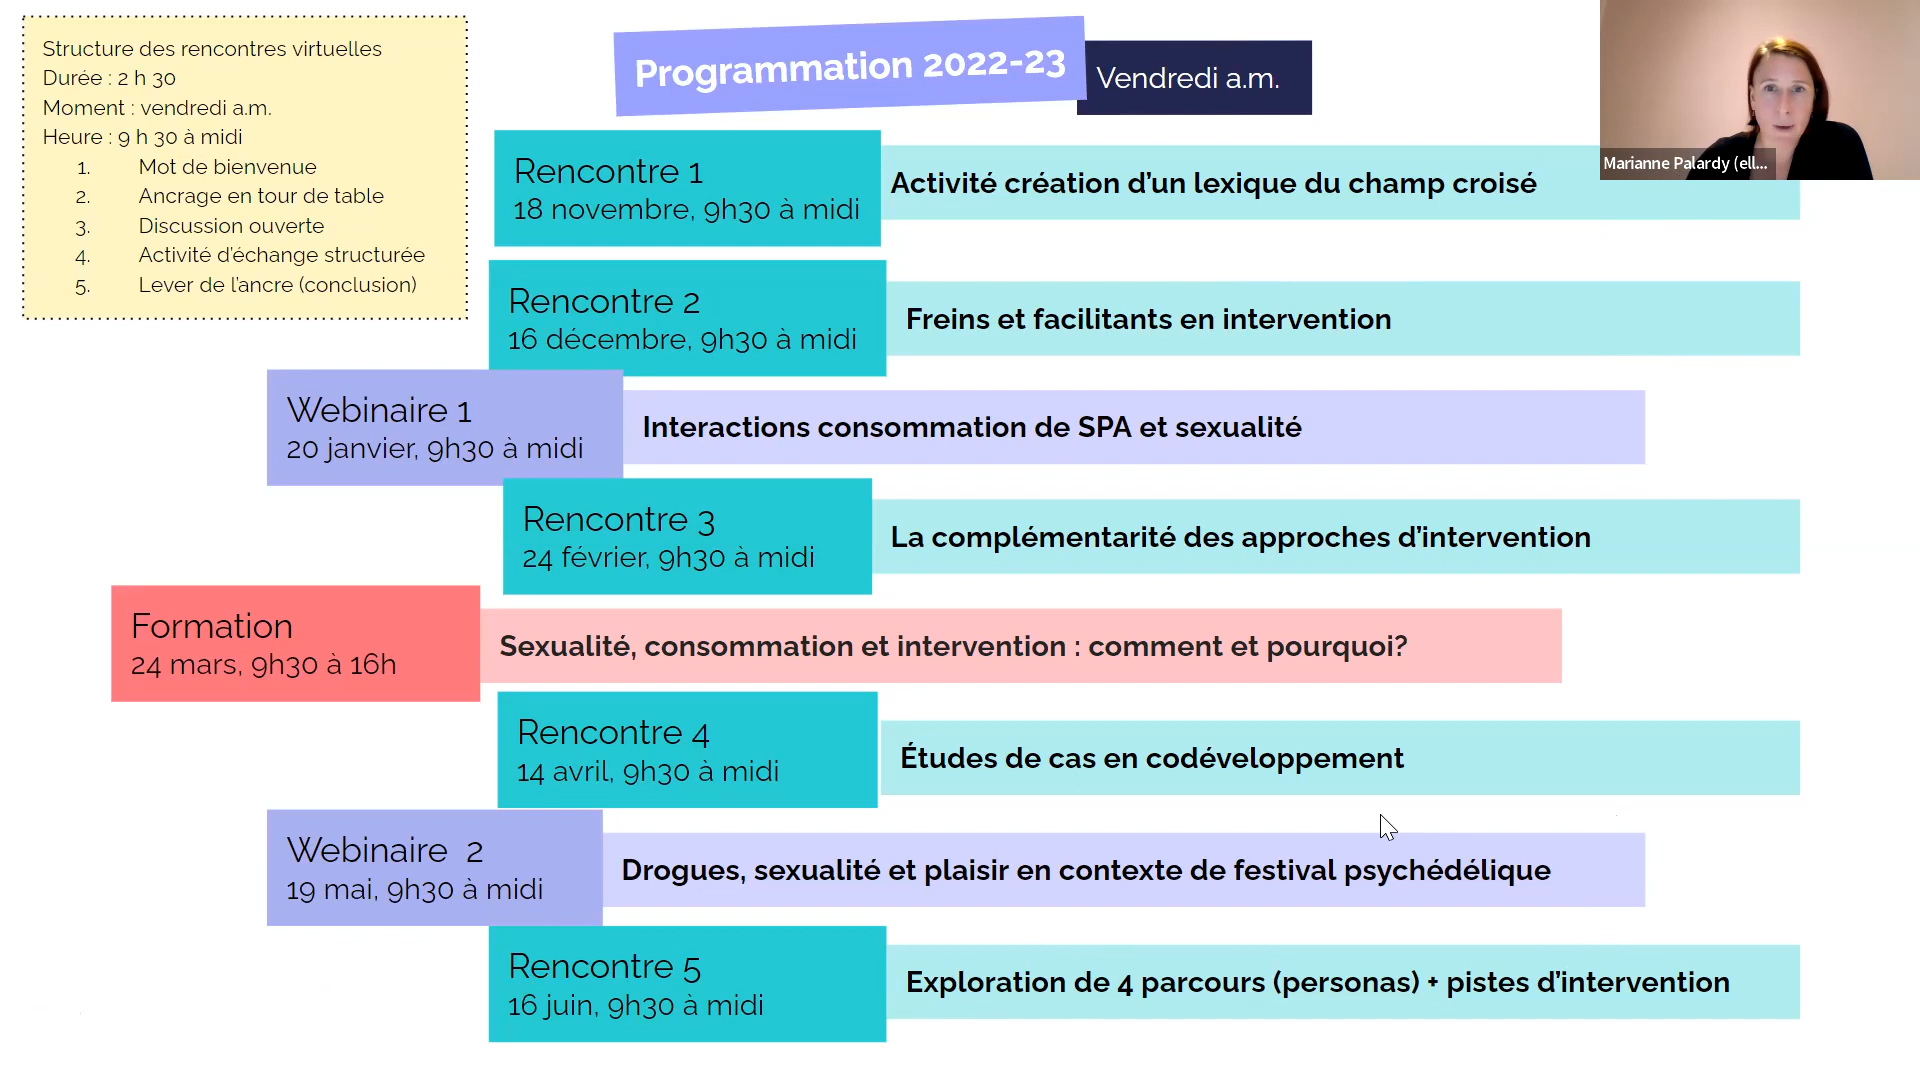 Structure des rencontres virtuelles
Durée : 2 h 30
Moment : vendredi a.m.
Heure : 9 h 30 à midi
1. Mot de bienvenue
2. Ancrage en tour de table
3. Discussion ouverte
4. Activité d'échange structurée
5. Lever de l'ancre (conclusion)
Programmation 2022-23
Vendredi a.m.
Marianne Palardy (ell...
Rencontre 1
18 novembre, 9h30 à midi
Activité création d'un lexique du champ croisé
Rencontre 2
16 décembre, 9h30 à midi
Freins et facilitants en intervention
Webinaire 1
20 janvier, 9h30 à midi
Interactions consommation de SPA et sexualité
Rencontre 3
24 février, 9h30 à midi
La complémentarité des approches d'intervention
Formation
24 mars, 9h30 à 16h
Sexualité, consommation et intervention : comment et pourquoi?
Rencontre 4
14 avril, 9h30 à midi
Études de cas en codéveloppement
Webinaire 2
19 mai, 9h30 à midi
Drogues, sexualité et plaisir en contexte de festival psychédélique
Rencontre 5
16 juin, 9h30 à midi
Exploration de 4 parcours (personas) + pistes d'intervention